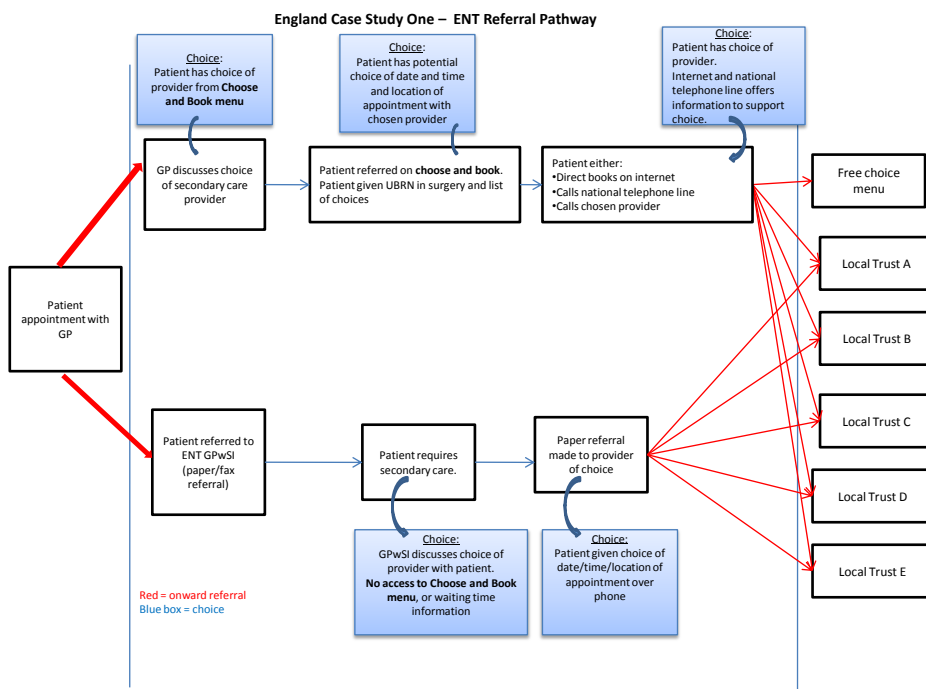 England Case Study One – ENT Referral Pathway
Choice:
Patient has choice of
provider from Choose
and Book menu
Choice:
Patient has potential
choice of date and time
and location of
appointment with
chosen provider
Choice:
Patient has choice of
provider.
Internet and national
telephone line offers
information to support
choice.
GP discusses choice
of secondary care
provider
Patient referred on choose and book.
Patient given UBRN in surgery and list
of choices
Patient either:
•Direct books on internet
•Calls national telephone line
•Calls chosen provider
Free choice
menu
Local Trust A
Patient
appointment with
GP
Local Trust B
Local Trust C
Patient referred to
ENT GPwSI
(paper/fax
referral)
Patient requires
secondary care.
Paper referral
made to provider
of choice
Local Trust D
Choice:
GPwSI discusses choice of
provider with patient.
No access to Choose and Book
menu, or waiting time
information
Choice:
Patient given choice of
date/time/location of
appointment over
phone
Local Trust E
Red = onward referral
Blue box = choice